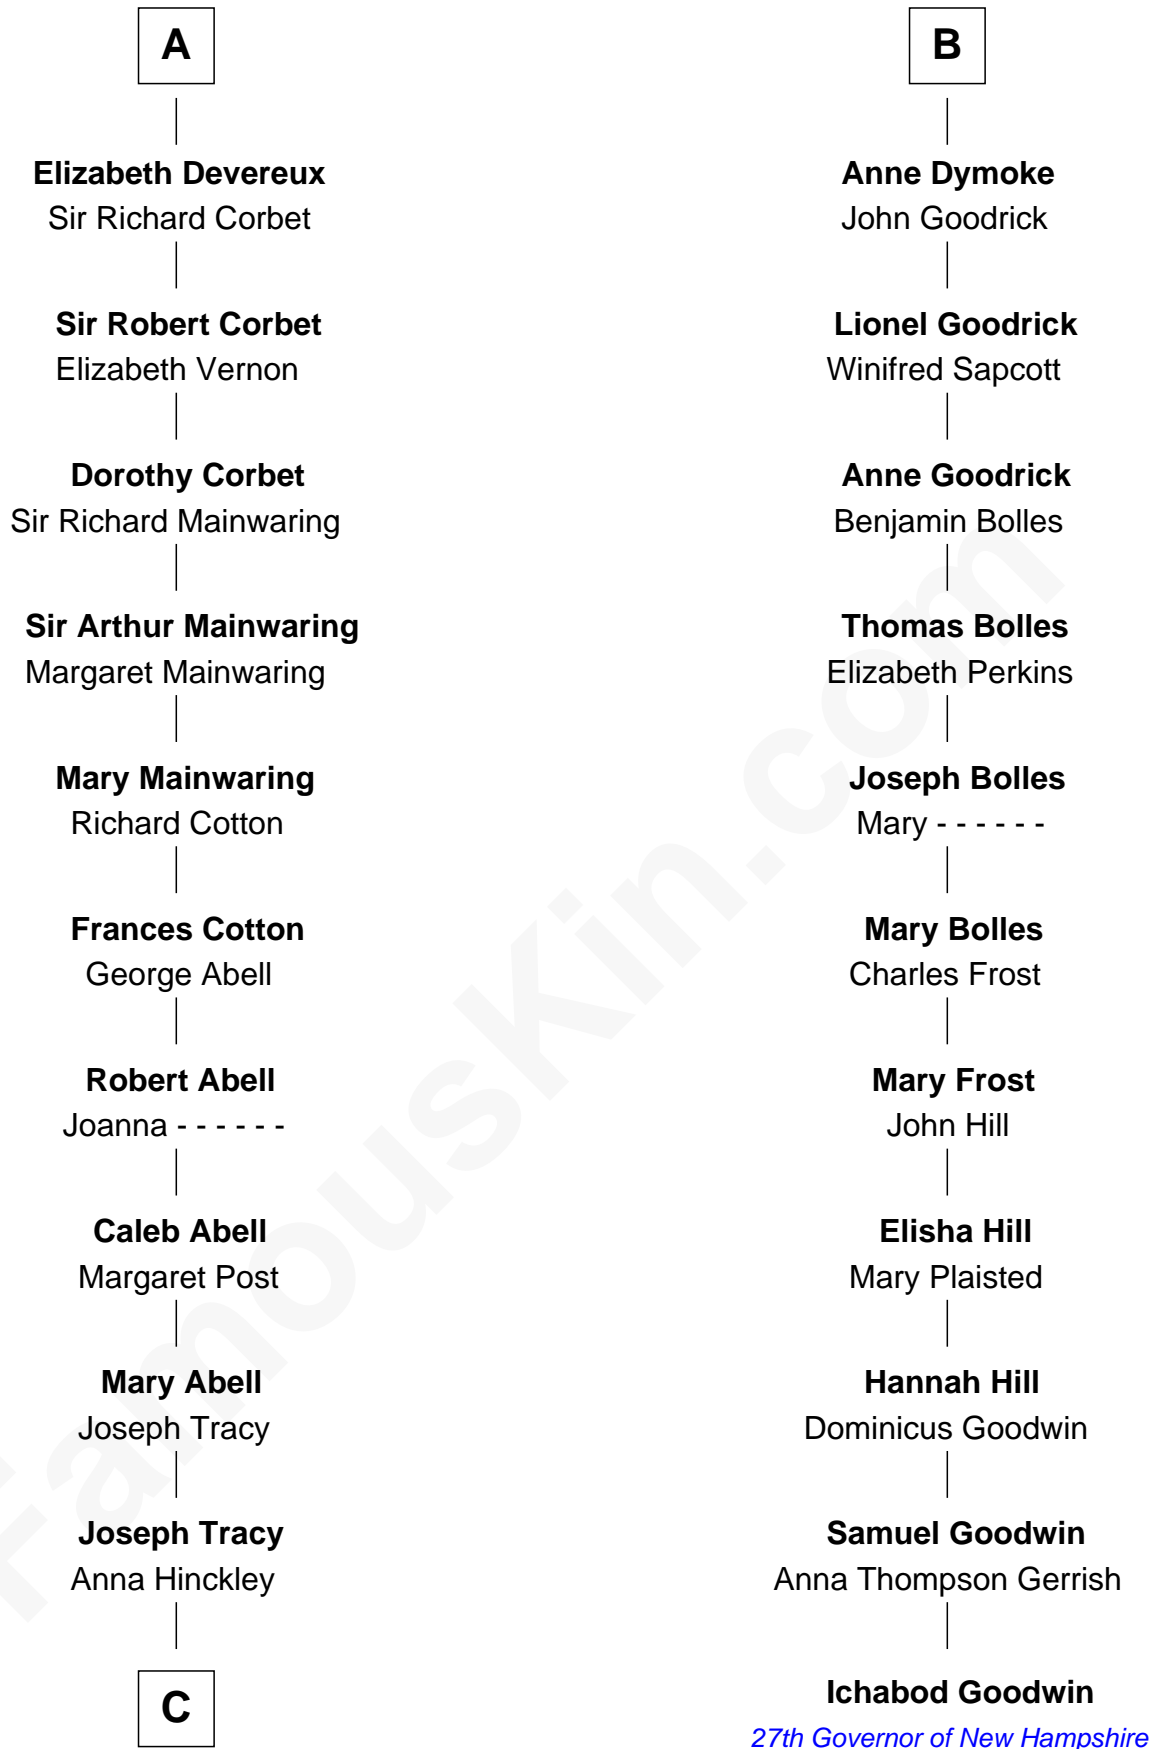 A
Elizabeth Devereux
Sir Richard Corbet
Sir Robert Corbet
Elizabeth Vernon
Dorothy Corbet
Sir Richard Mainwaring
Sir Arthur Mainwaring
Margaret Mainwaring
Mary Mainwaring
Richard Cotton
Frances Cotton
George Abell
Robert Abell
Joanna - - - - - -
Caleb Abell
Margaret Post
Mary Abell
Joseph Tracy
Joseph Tracy
Anna Hinckley
C
B
Anne Dymoke
John Goodrick
Lionel Goodrick
Winifred Sapcott
Anne Goodrick
Benjamin Bolles
Thomas Bolles
Elizabeth Perkins
Joseph Bolles
Mary - - - - - -
Mary Bolles
Charles Frost
Mary Frost
John Hill
Elisha Hill
Mary Plaisted
Hannah Hill
Dominicus Goodwin
Samuel Goodwin
Anna Thompson Gerrish
Ichabod Goodwin
27th Governor of New Hampshire
FamousKin.com